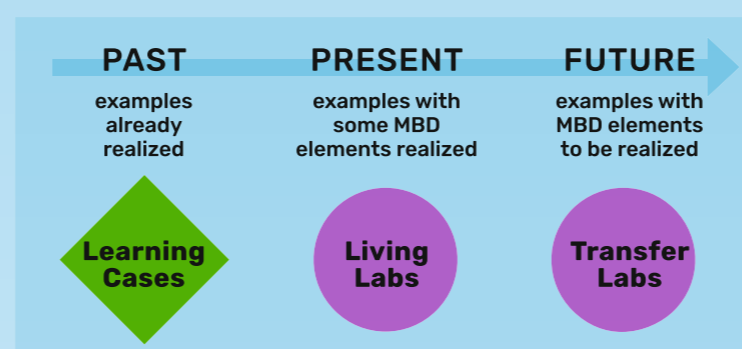 PAST
examples
already
realized
Learning
Cases
PRESENT
examples with
some MBD
elements realized
Living
Labs
FUTURE
examples with
MBD elements
to be realized
Transfer
Labs